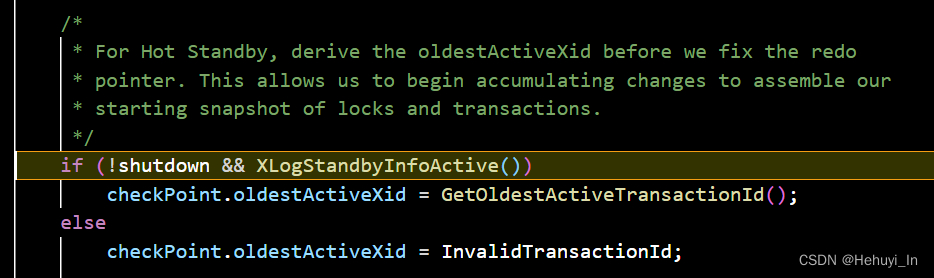 /*
* For Hot Standby, derive the oldestActiveXid before we fix the redo
* pointer. This allows us to begin accumulating changes to assemble our
* starting snapshot of locks and transactions.
*/
if (!shutdown && XLogStandbyInfoActive())
checkPoint.oldestActiveXid = GetOldestActiveTransactionId();
else
checkPoint.oldestActiveXid = InvalidTransactionId;
CSDN @Hehuyi_In